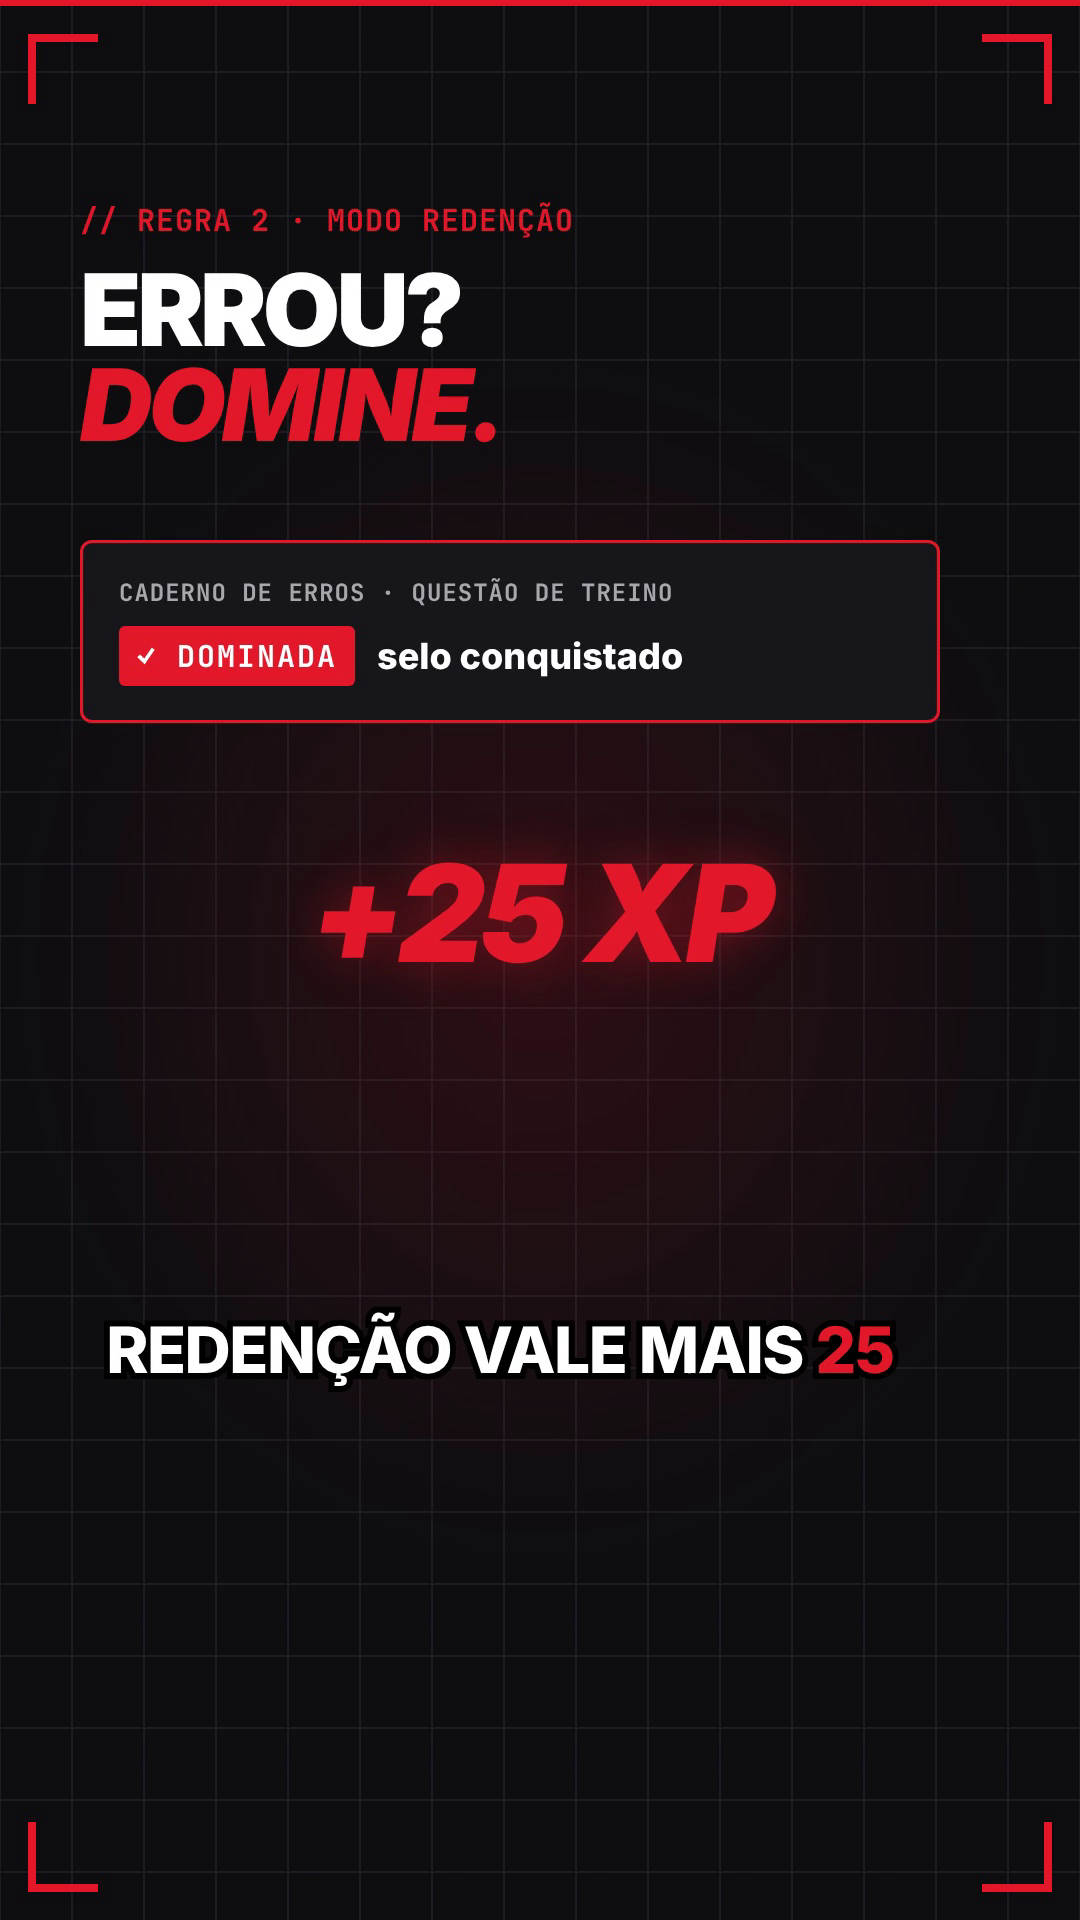 // REGRA 2 · MODO REDENÇÃO
ERROU?
DOMINE.
CADERNO DE ERROS · QUESTÃO DE TREINO
✓ DOMINADA selo conquistado
+25 XP
REDENÇÃO VALE MAIS 25